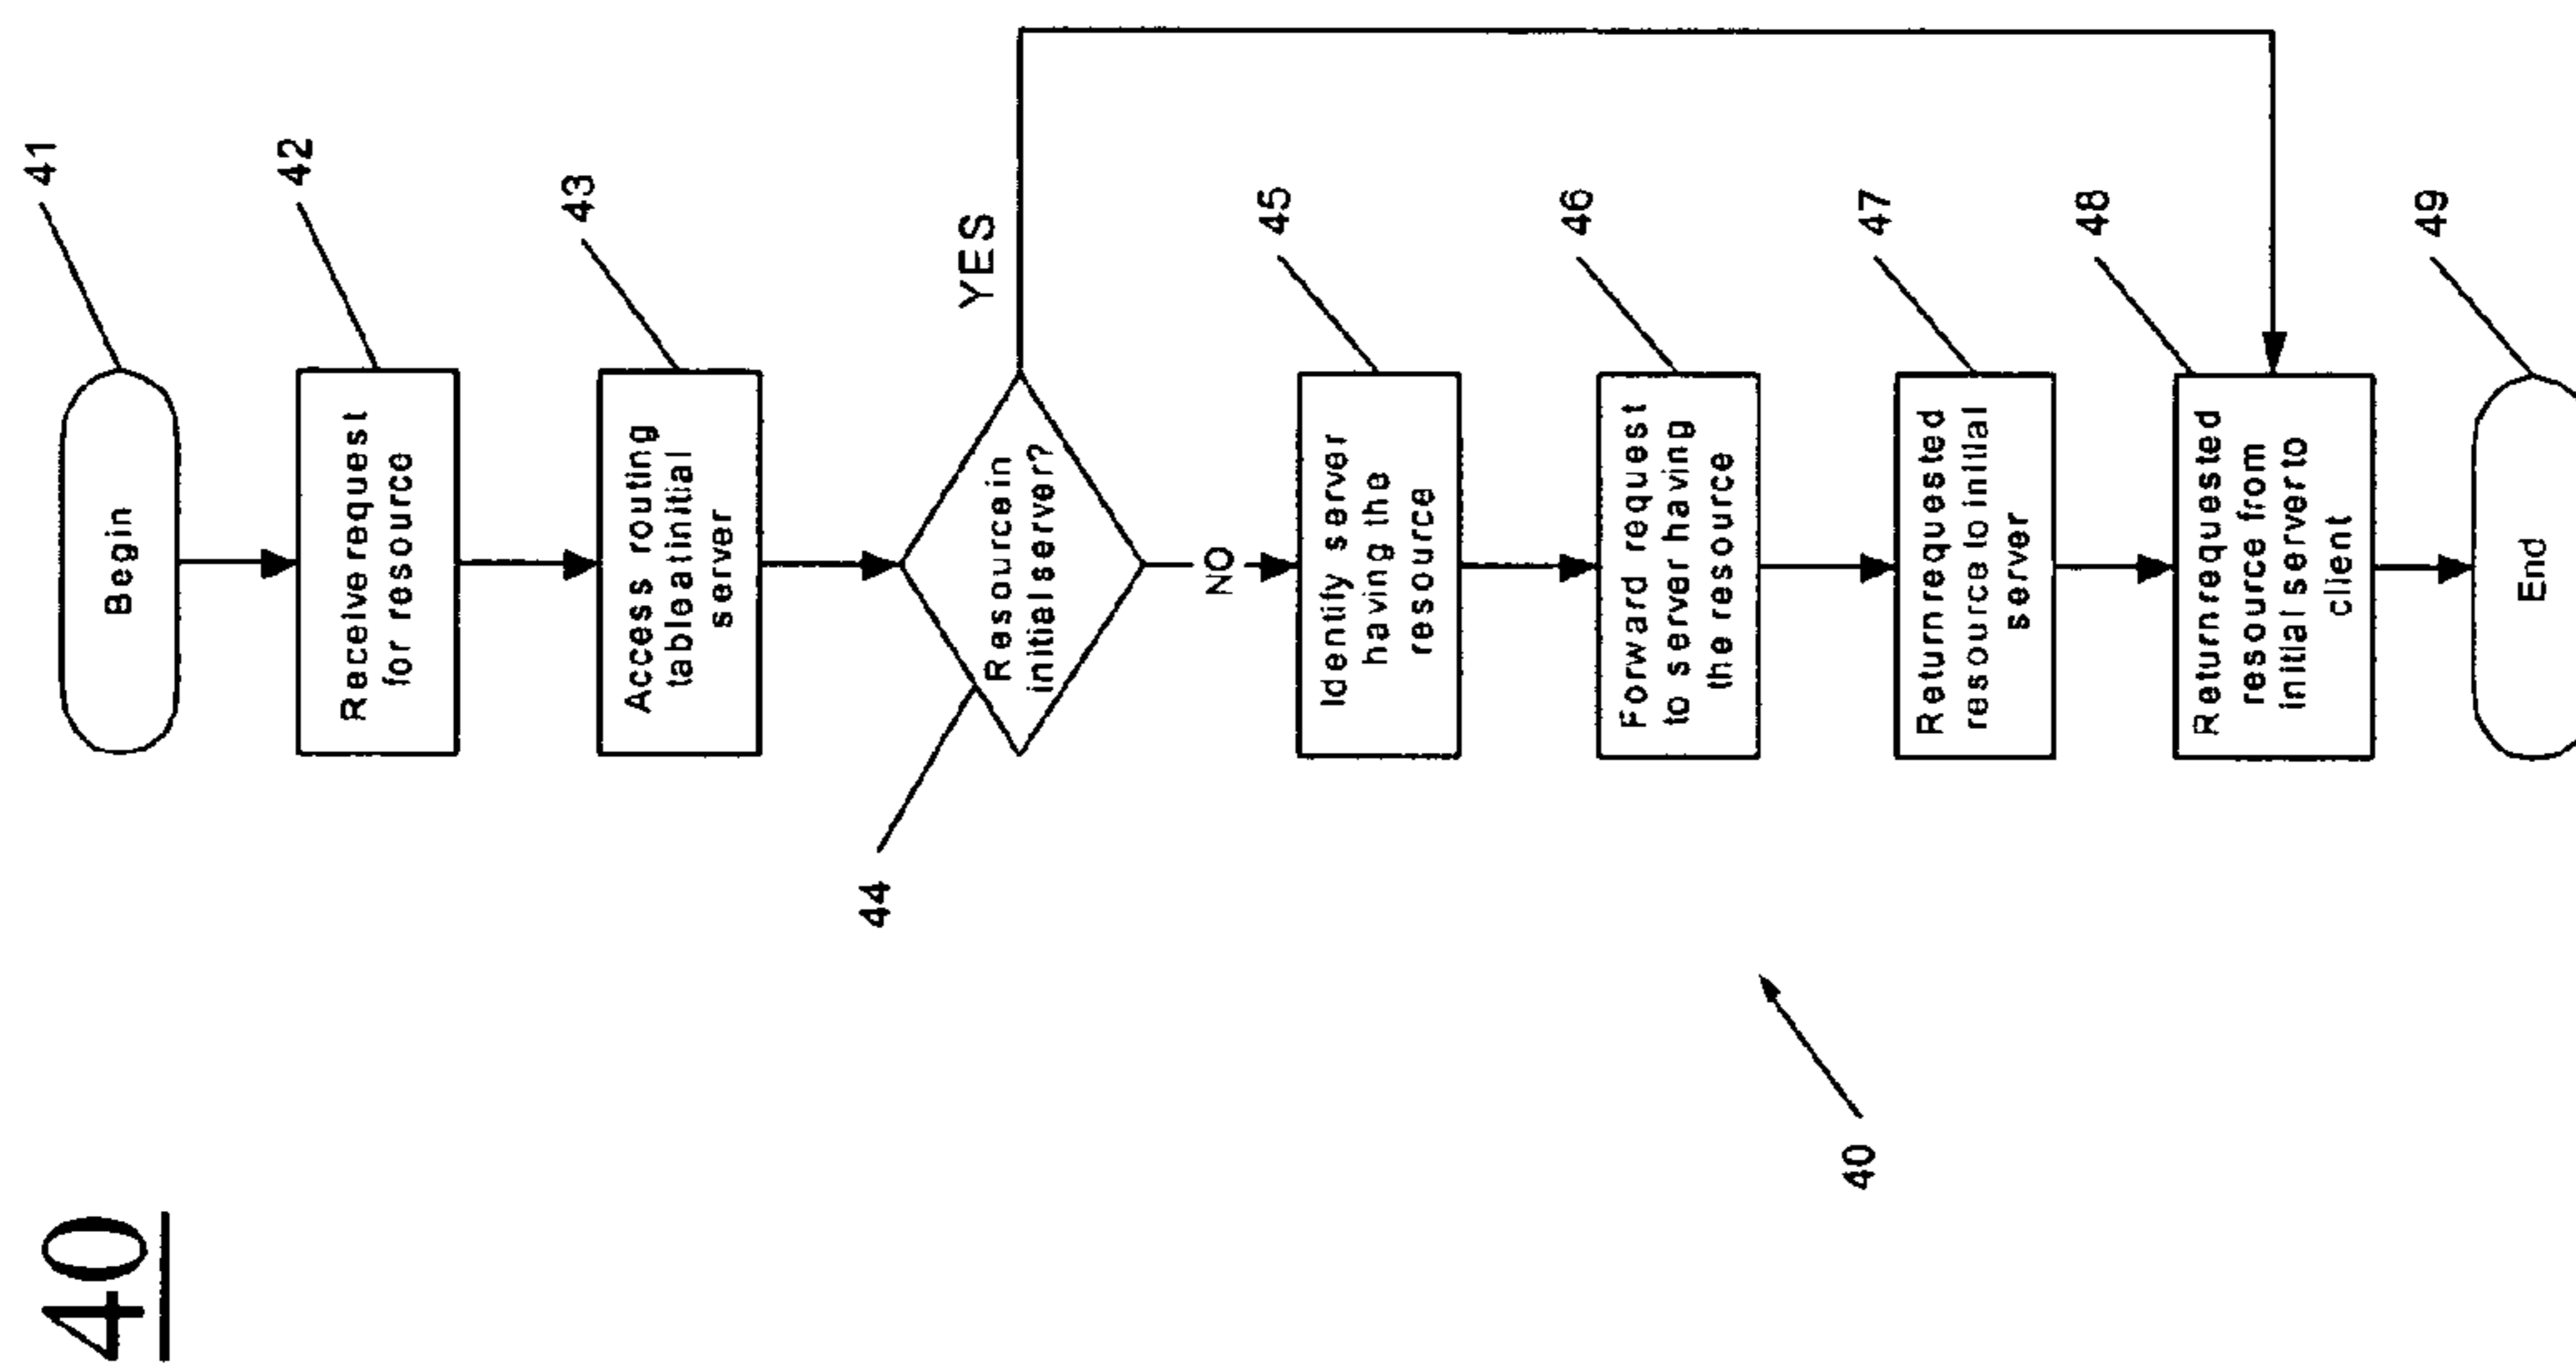 40
41
Begin
42
Receive request
for resource
43
Access routing
table at initial
server
44
Resource in
initial server?
YES
NO
45
Identify server
having the
resource
46
Forward request
to server having
the resource
47
Return requested
resource to initial
server
48
Return requested
resource from
initial server to
client
49
End
40